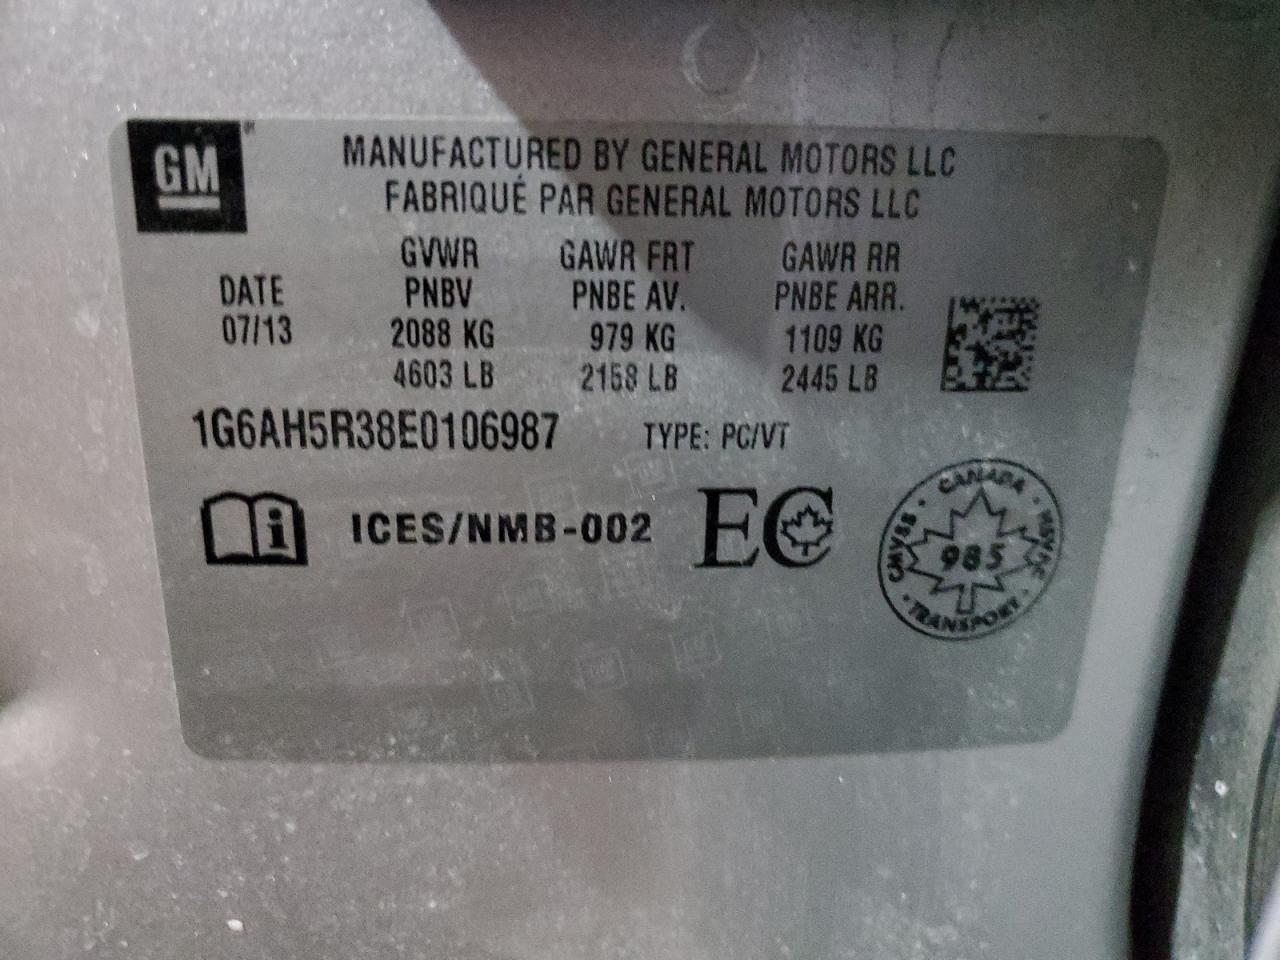 GM
MANUFACTURED BY GENERAL MOTORS LLC
FABRIQUÉ PAR GENERAL MOTORS LLC
GVWR GAWR FRT GAWR RR
DATE PNBV PNBE AV. PNBE ARR.
07/13 2088 KG 979 KG 1109 KG
4603 LB 2158 LB 2445 LB
1G6AH5R38E0106987 TYPE: PC/VT
i ICES/NMB-002 EC
CANADA
CMVSS 985 NSVAC
TRANSPORT